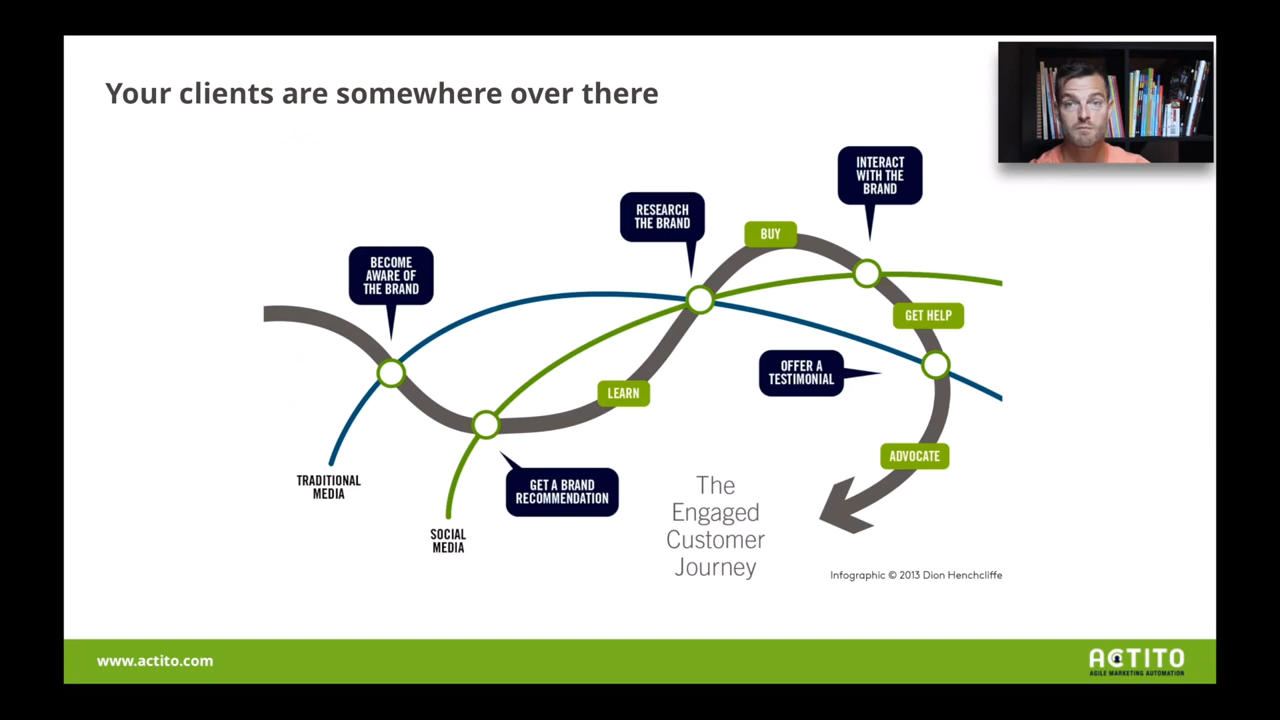 Your clients are somewhere over there
INTERACT
WITH THE
BRAND
RESEARCH
THE BRAND
BUY
BECOME
AWARE OF
THE BRAND
GET HELP
OFFER A
TESTIMONIAL
LEARN
ADVOCATE
TRADITIONAL
MEDIA
GET A BRAND
RECOMMENDATION
SOCIAL
MEDIA
The
Engaged
Customer
Journey
Infographic © 2013 Dion Henchcliffe
www.actito.com
ACTITO
AGILE MARKETING AUTOMATION